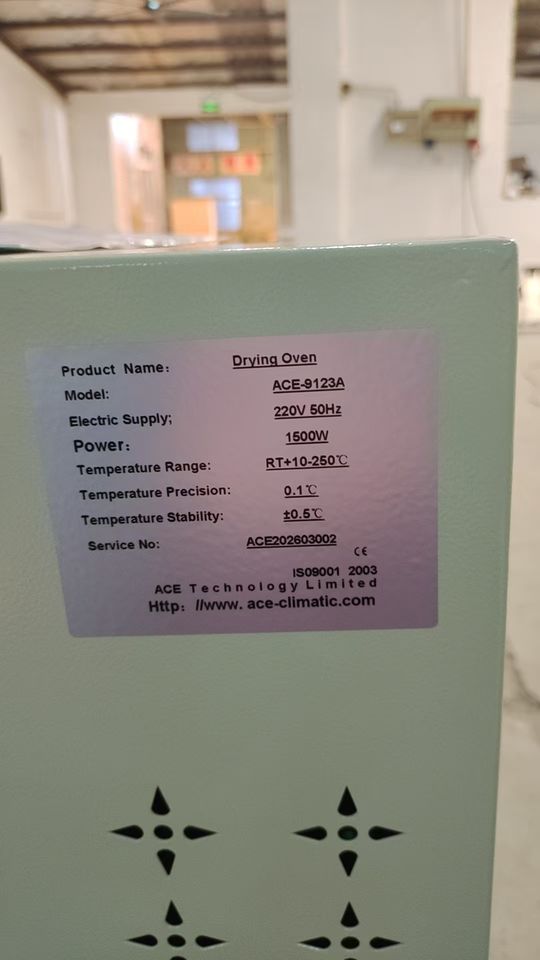 Product Name: Drying Oven
Model: ACE-9123A
Electric Supply; 220V 50Hz
Power: 1500W
Temperature Range: RT+10-250℃
Temperature Precision: 0.1℃
Temperature Stability: ±0.5℃
Service No: ACE202603002
CE
IS09001 2003
ACE Technology Limited
Http: //www. ace-climatic.com